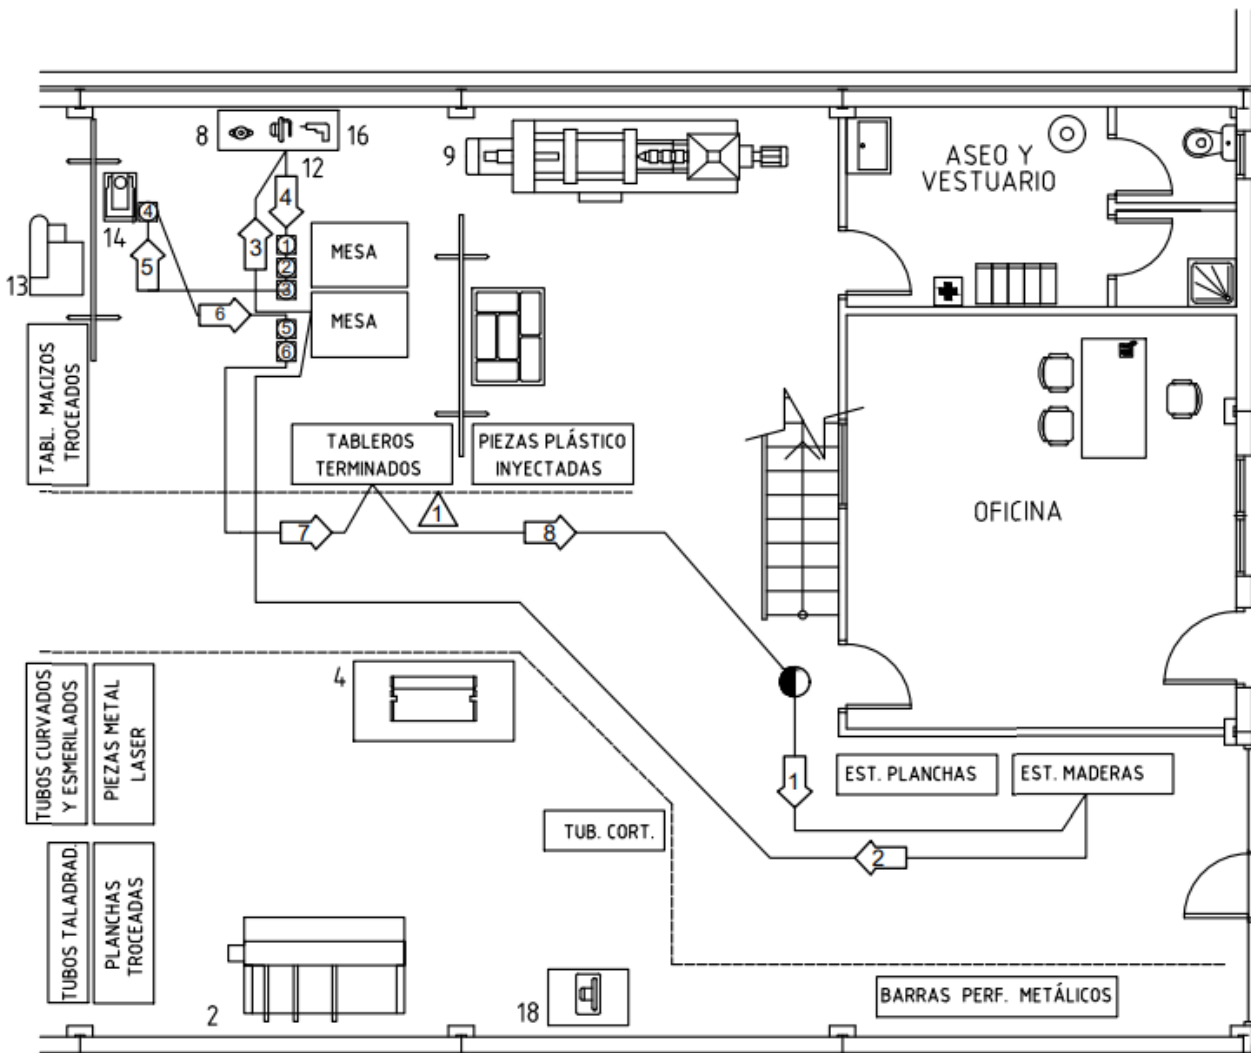 8
16
12
9
ASEO Y
VESTUARIO
4
4
14
13
3
5
1
2
3
MESA
6
5
6
MESA
TABL. MACIZOS
TROCEADOS
TABLEROS
TERMINADOS
PIEZAS PLÁSTICO
INYECTADAS
7
1
8
OFICINA
TUBOS CURVADOS
Y ESMERILADOS
PIEZAS METAL
LASER
4
1
EST. PLANCHAS
EST. MADERAS
TUB. CORT.
2
TUBOS TALADRAD.
PLANCHAS
TROCEADAS
2
18
BARRAS PERF. METÁLICOS